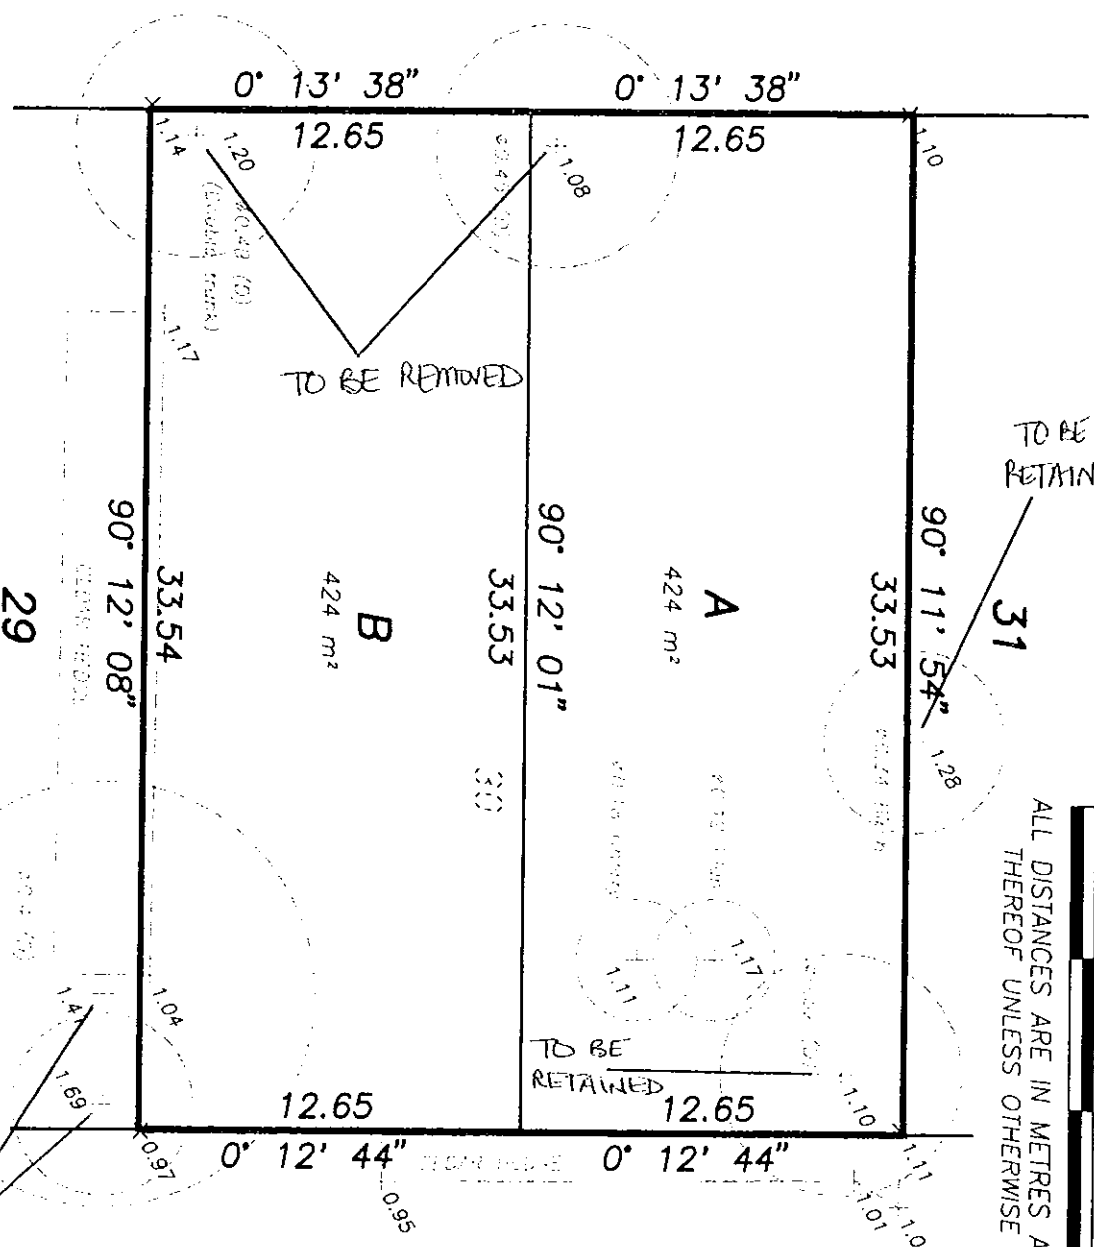 0° 13' 38"
0° 13' 38"
12.65
12.65
1.14
1.20
1.08
1.10
(Double trunk)
1.17
TO BE REMOVED
TO BE
RETAIN
90° 12' 08"
33.54
90° 12' 01"
33.53
90° 11' 54"
33.53
29
B
424 m²
A
424 m²
31
30
1.28
ALL DISTANCES ARE IN METRES A
THEREOF UNLESS OTHERWISE
1.17
1.11
1.41
1.04
1.69
TO BE
RETAINED
1.10
12.65
12.65
0° 12' 44"
0° 12' 44"
0.97
0.95
1.11
1.01